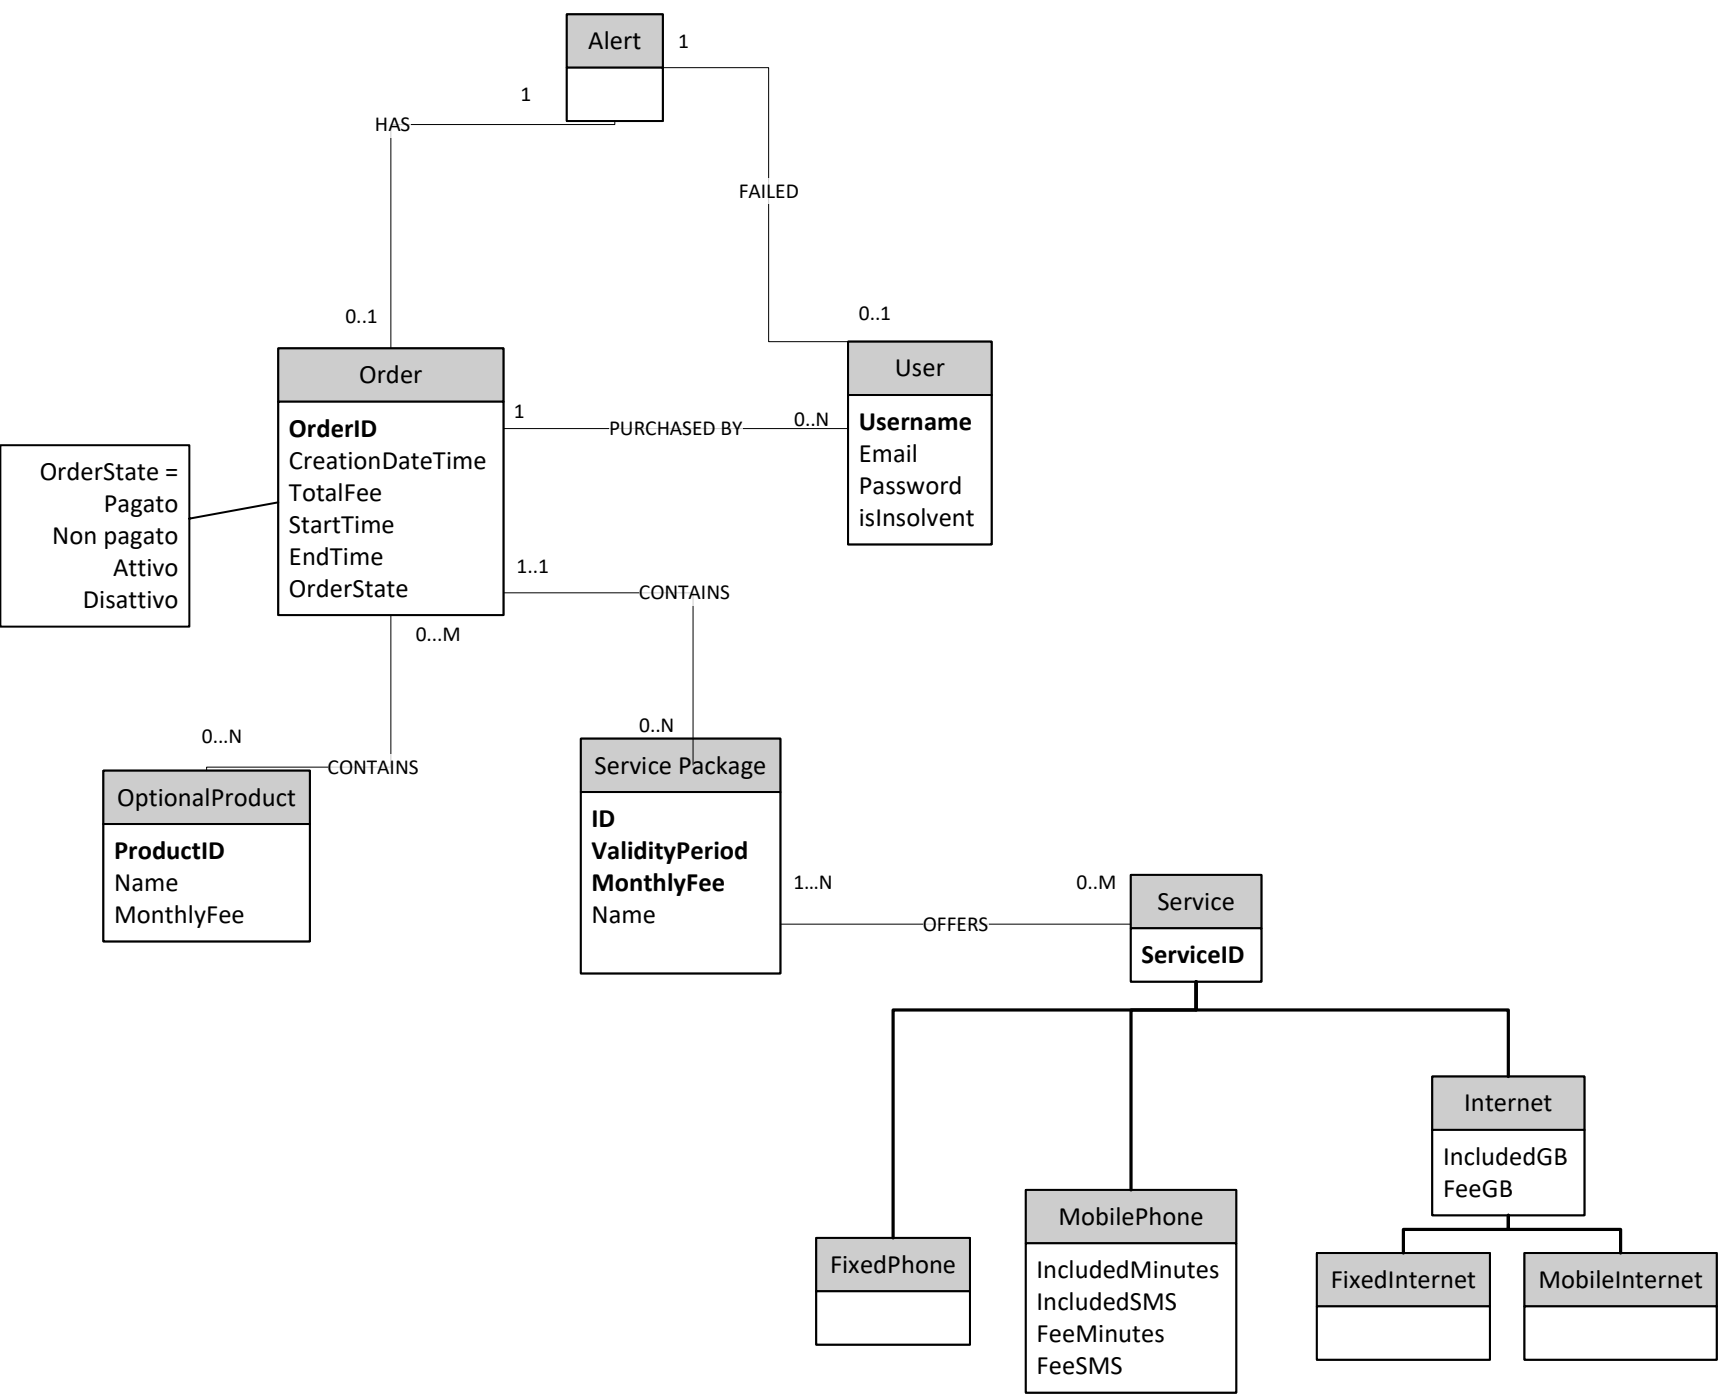 Alert
1
1
HAS
FAILED
0..1
0..1
Order
OrderID
CreationDateTime
TotalFee
StartTime
EndTime
OrderState
User
Username
Email
Password
isInsolvent
1
PURCHASED BY
0..N
OrderState =
Pagato
Non pagato
Attivo
Disattivo
1..1
CONTAINS
0...M
0...N
CONTAINS
0..N
OptionalProduct
ProductID
Name
MonthlyFee
Service Package
ID
ValidityPeriod
MonthlyFee
Name
1...N
OFFERS
0..M
Service
ServiceID
Internet
IncludedGB
FeeGB
FixedPhone
MobilePhone
IncludedMinutes
IncludedSMS
FeeMinutes
FeeSMS
FixedInternet
MobileInternet